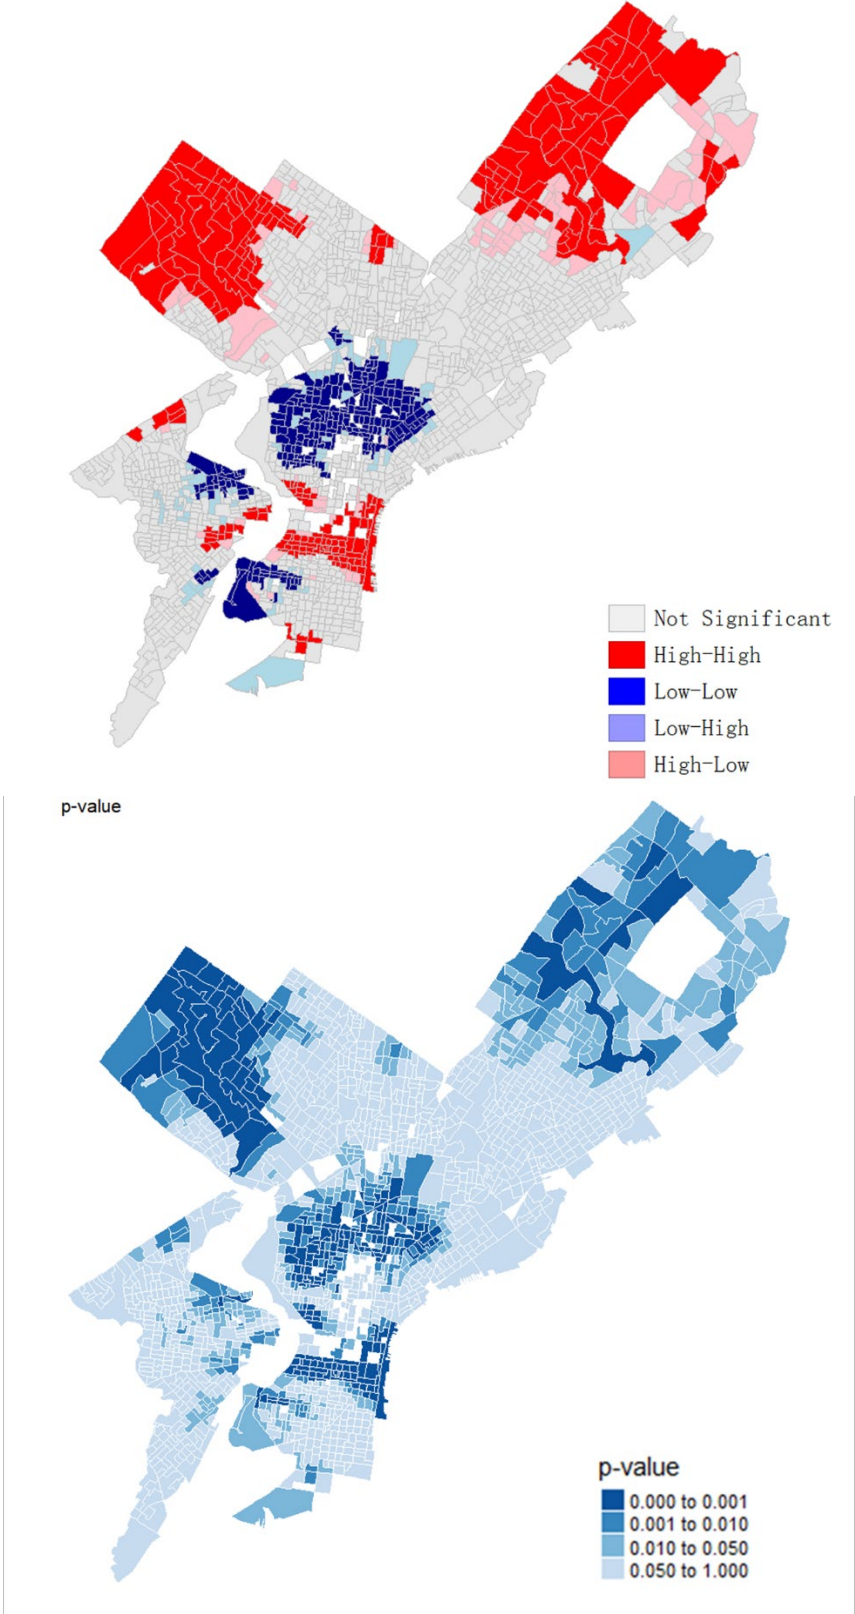 Not Significant
High-High
Low-Low
Low-High
High-Low
p-value
p-value
0.000 to 0.001
0.001 to 0.010
0.010 to 0.050
0.050 to 1.000